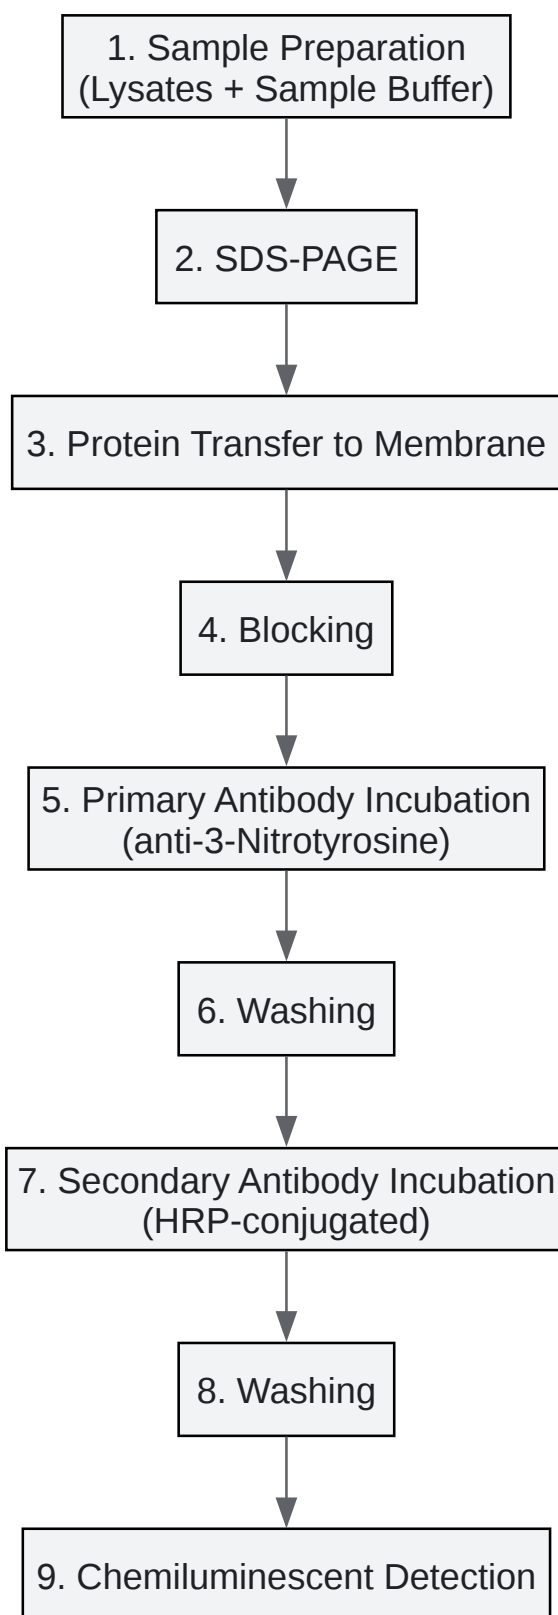 1. Sample Preparation
(Lysates + Sample Buffer)
2. SDS-PAGE
3. Protein Transfer to Membrane
4. Blocking
5. Primary Antibody Incubation
(anti-3-Nitrotyrosine)
6. Washing
7. Secondary Antibody Incubation
(HRP-conjugated)
8. Washing
9. Chemiluminescent Detection